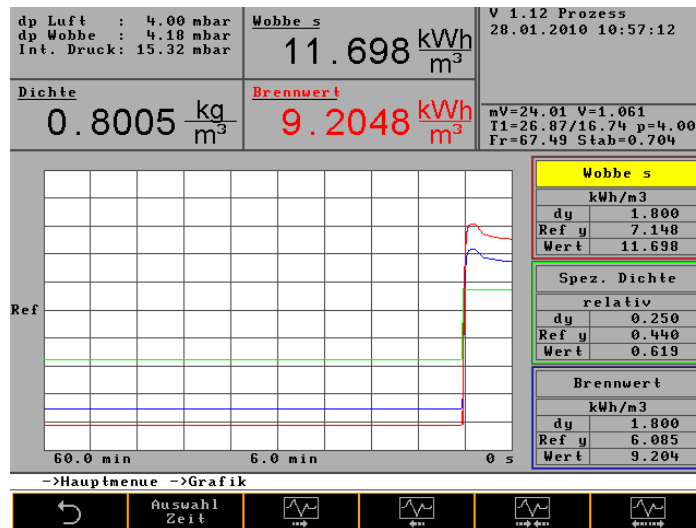 dp Luft : 4.00 mbar
dp Wobbe : 4.18 mbar
Int. Druck: 15.32 mbar
Wobbe s
11.698 kWh/m³
V 1.12 Prozess
28.01.2010 10:57:12
Dichte
0.8005 kg/m³
Brennwert
9.2048 kWh/m³
mV=24.01 V=1.061
T1=26.87/16.74 p=4.00
Fr=67.49 Stab=0.704
Ref
60.0 min 6.0 min 0 s
Wobbe s
kWh/m3
dy 1.800
Ref y 7.148
Wert 11.698
Spez. Dichte
relativ
dy 0.250
Ref y 0.440
Wert 0.619
Brennwert
kWh/m3
dy 1.800
Ref y 6.085
Wert 9.204
->Hauptmenue ->Grafik
Auswahl
Zeit